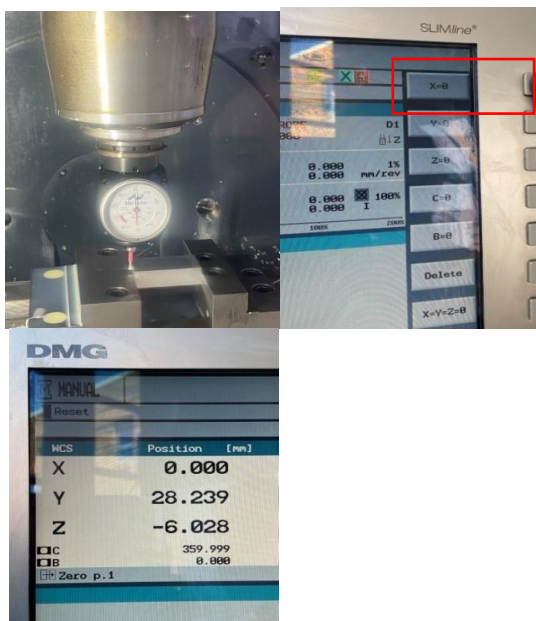 SLIMline®
X=0
D1
Y=0
Z
Z=0
0.000 1%
0.000 mm/rev
C=0
0.000 100%
0.000 I
100% 200%
B=0
Delete
X=Y=Z=0
DMG
MANUAL
Reset
WCS Position [mm]
X 0.000
Y 28.239
Z -6.028
C 359.999
B 0.000
Zero p.1